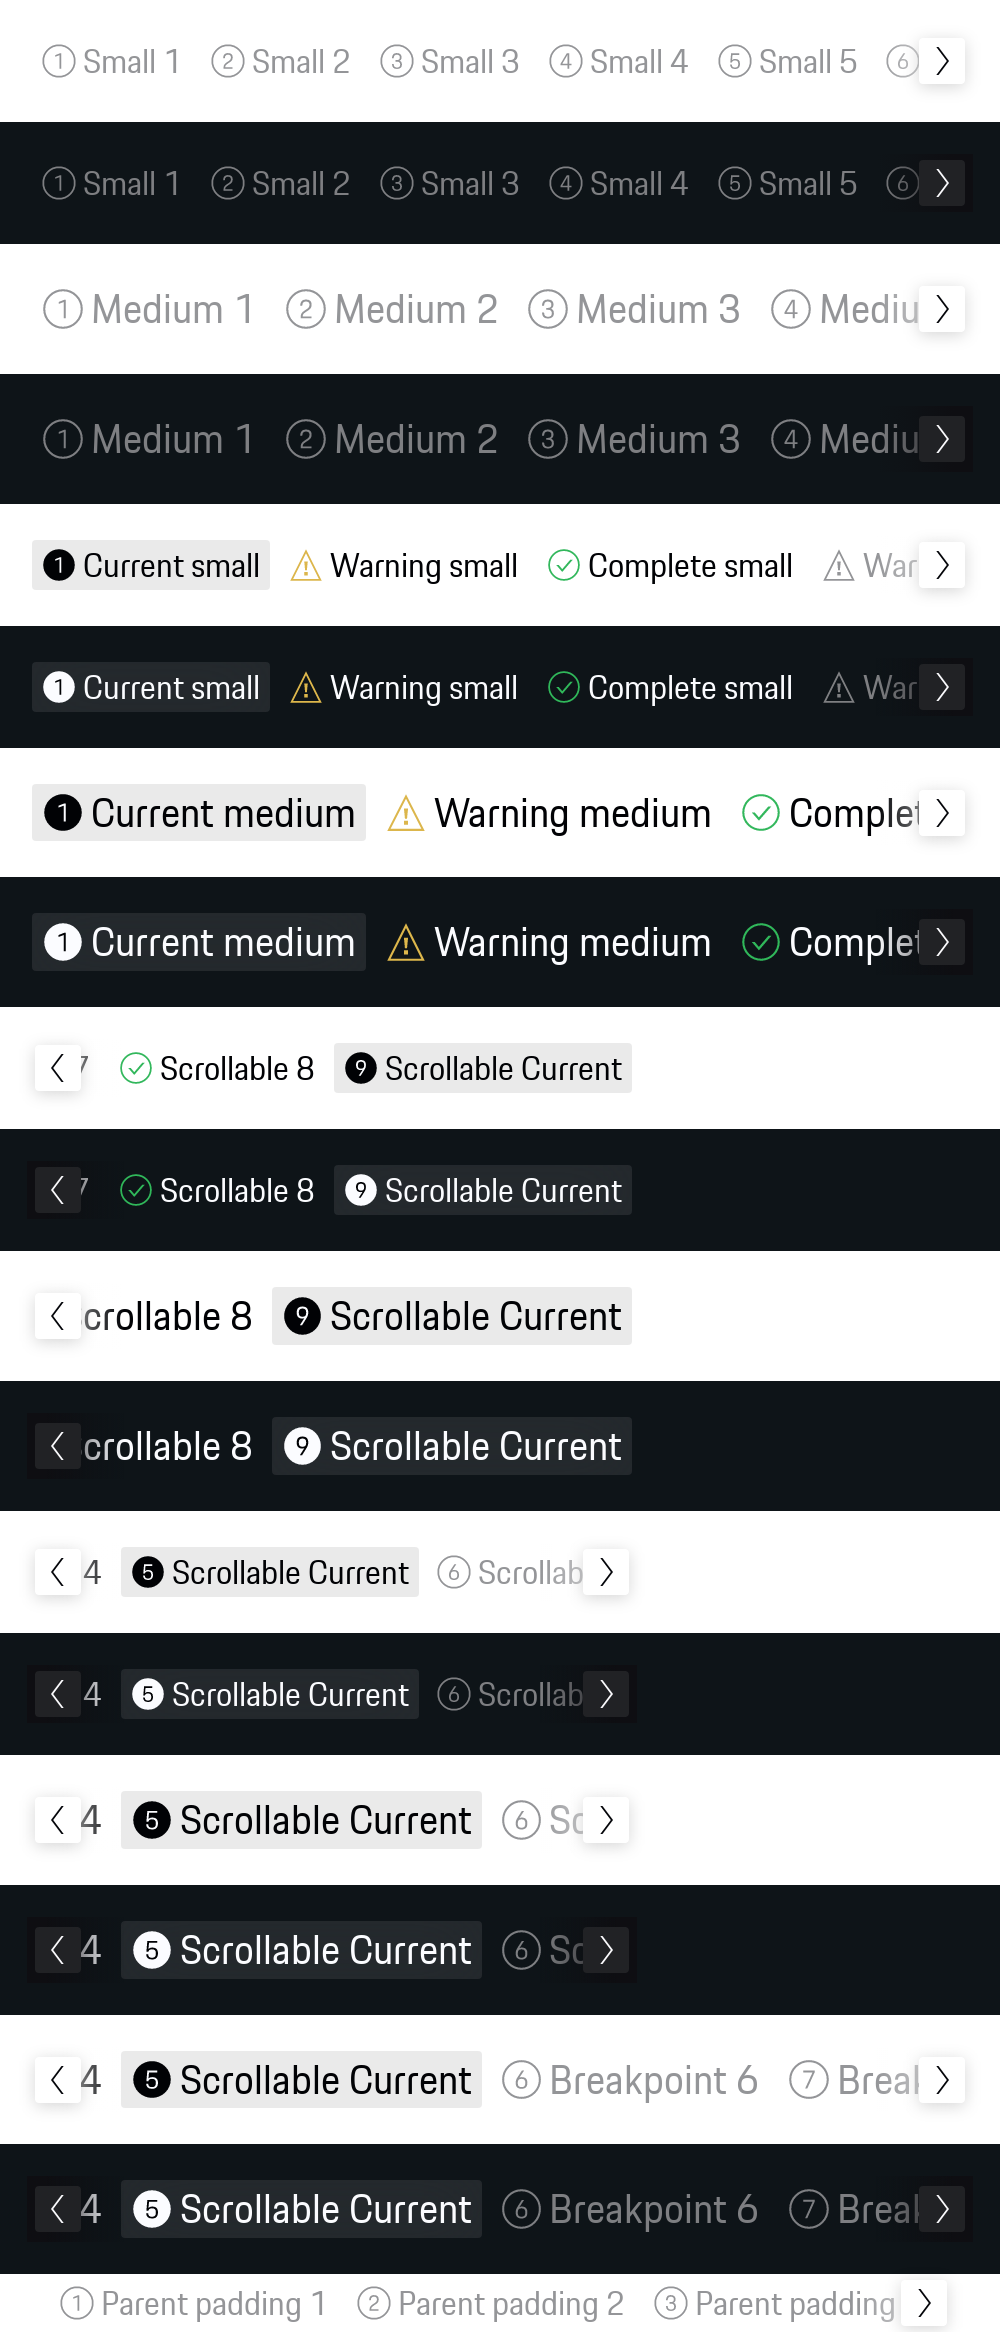 1 Small 1 2 Small 2 3 Small 3 4 Small 4 5 Small 5 6
1 Small 1 2 Small 2 3 Small 3 4 Small 4 5 Small 5 6
1 Medium 1 2 Medium 2 3 Medium 3 4 Mediu
1 Medium 1 2 Medium 2 3 Medium 3 4 Mediu
1 Current small ! Warning small Complete small ! War
1 Current small ! Warning small Complete small ! War
1 Current medium ! Warning medium Complet
1 Current medium ! Warning medium Complet
7 Scrollable 8 9 Scrollable Current
7 Scrollable 8 9 Scrollable Current
crollable 8 9 Scrollable Current
crollable 8 9 Scrollable Current
4 5 Scrollable Current 6 Scrollab
4 5 Scrollable Current 6 Scrollab
4 5 Scrollable Current 6 Sc
4 5 Scrollable Current 6 Sc
4 5 Scrollable Current 6 Breakpoint 6 7 Break
4 5 Scrollable Current 6 Breakpoint 6 7 Break
1 Parent padding 1 2 Parent padding 2 3 Parent padding